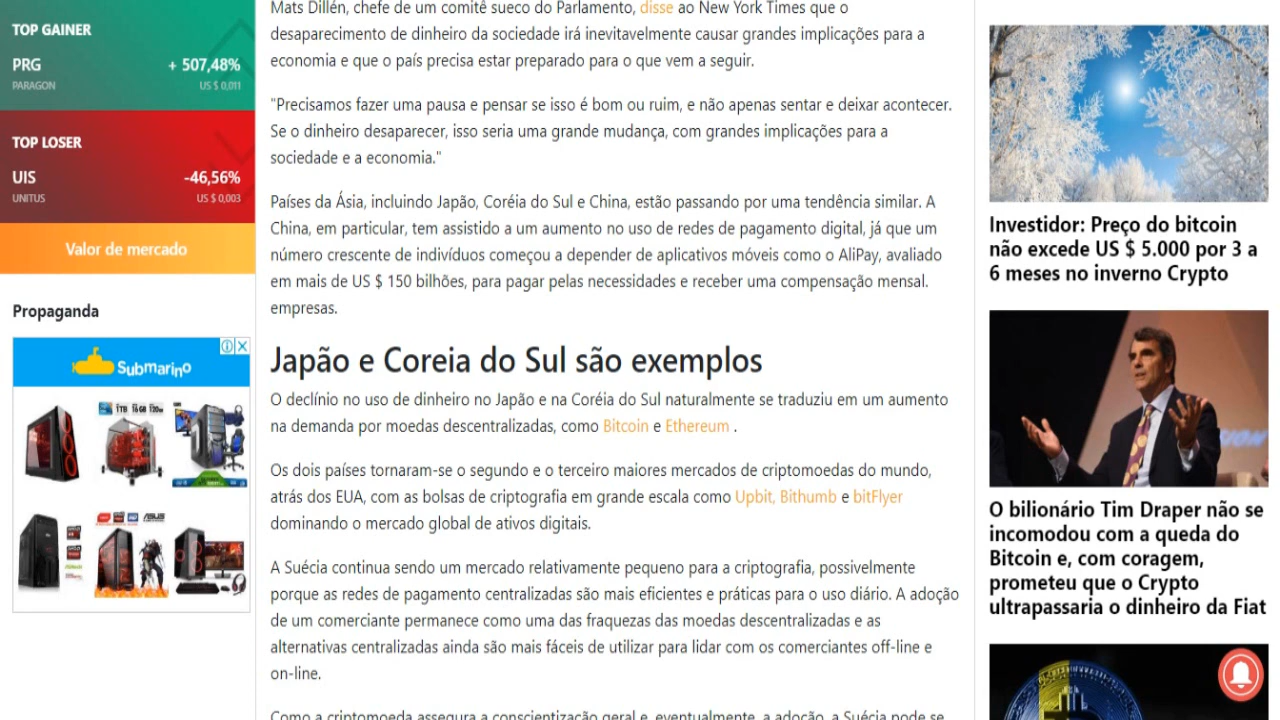 TOP GAINER
PRG + 507,48%
PARAGON US $ 0,011
TOP LOSER
UIS -46,56%
UNITUS US $ 0,003
Valor de mercado
Propaganda
Submarino
1TB 16 GB 120GB
ASUS
Mats Dillén, chefe de um comitê sueco do Parlamento, disse ao New York Times que o
desaparecimento de dinheiro da sociedade irá inevitavelmente causar grandes implicações para a
economia e que o país precisa estar preparado para o que vem a seguir.
"Precisamos fazer uma pausa e pensar se isso é bom ou ruim, e não apenas sentar e deixar acontecer.
Se o dinheiro desaparecer, isso seria uma grande mudança, com grandes implicações para a
sociedade e a economia."
Países da Ásia, incluindo Japão, Coréia do Sul e China, estão passando por uma tendência similar. A
China, em particular, tem assistido a um aumento no uso de redes de pagamento digital, já que um
número crescente de indivíduos começou a depender de aplicativos móveis como o AliPay, avaliado
em mais de US $ 150 bilhões, para pagar pelas necessidades e receber uma compensação mensal.
empresas.
Japão e Coreia do Sul são exemplos
O declínio no uso de dinheiro no Japão e na Coréia do Sul naturalmente se traduziu em um aumento
na demanda por moedas descentralizadas, como Bitcoin e Ethereum .
Os dois países tornaram-se o segundo e o terceiro maiores mercados de criptomoedas do mundo,
atrás dos EUA, com as bolsas de criptografia em grande escala como Upbit, Bithumb e bitFlyer
dominando o mercado global de ativos digitais.
A Suécia continua sendo um mercado relativamente pequeno para a criptografia, possivelmente
porque as redes de pagamento centralizadas são mais eficientes e práticas para o uso diário. A adoção
de um comerciante permanece como uma das fraquezas das moedas descentralizadas e as
alternativas centralizadas ainda são mais fáceis de utilizar para lidar com os comerciantes off-line e
on-line.
Como a criptomoeda assegura a conscientização geral e, eventualmente, a adoção, a Suécia pode se
Investidor: Preço do bitcoin
não excede US $ 5.000 por 3 a
6 meses no inverno Crypto
O bilionário Tim Draper não se
incomodou com a queda do
Bitcoin e, com coragem,
prometeu que o Crypto
ultrapassaria o dinheiro da Fiat